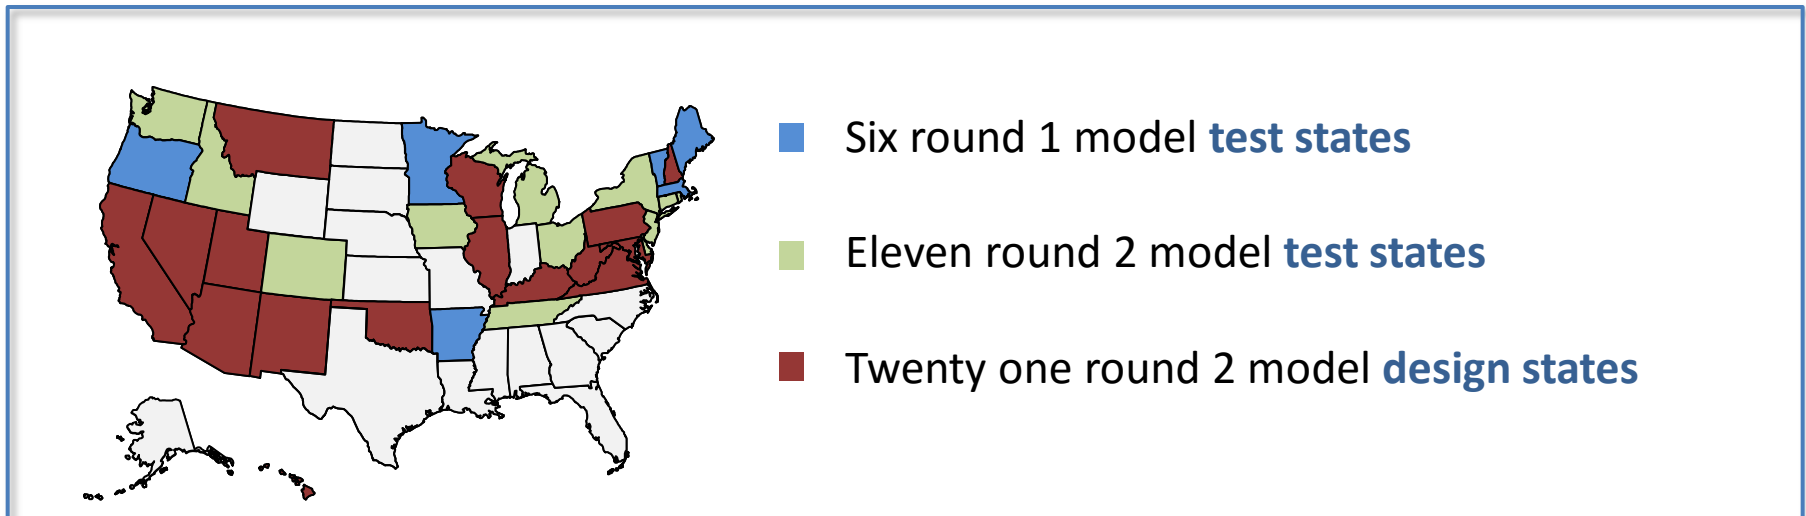 Six round 1 model test states
Eleven round 2 model test states
Twenty one round 2 model design states